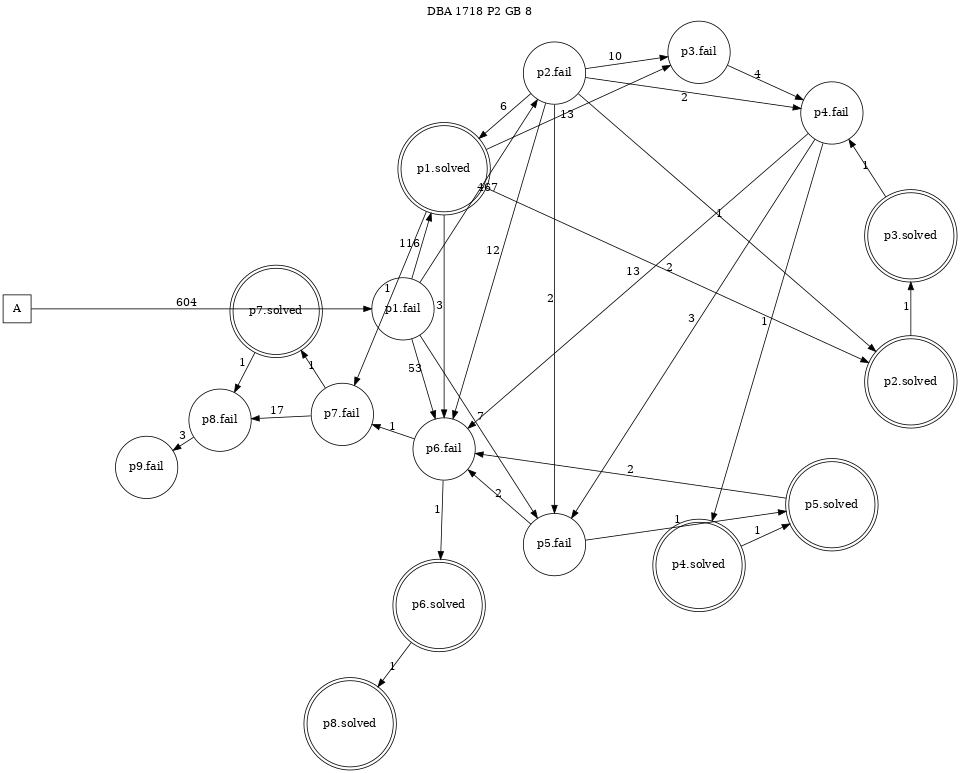 DBA 1718 P2 GB 8
p3.fail
10
p2.fail
4
2
6
13
p4.fail
p1.solved
1
467
1
p3.solved
116
12
13
2
1
2
604
A
p7.solved
p1.fail
3
1
3
1
1
1
53
p2.solved
17
7
p8.fail
p7.fail
1
3
p6.fail
p9.fail
2
2
1
p5.solved
1
1
p5.fail
p4.solved
p6.solved
1
p8.solved